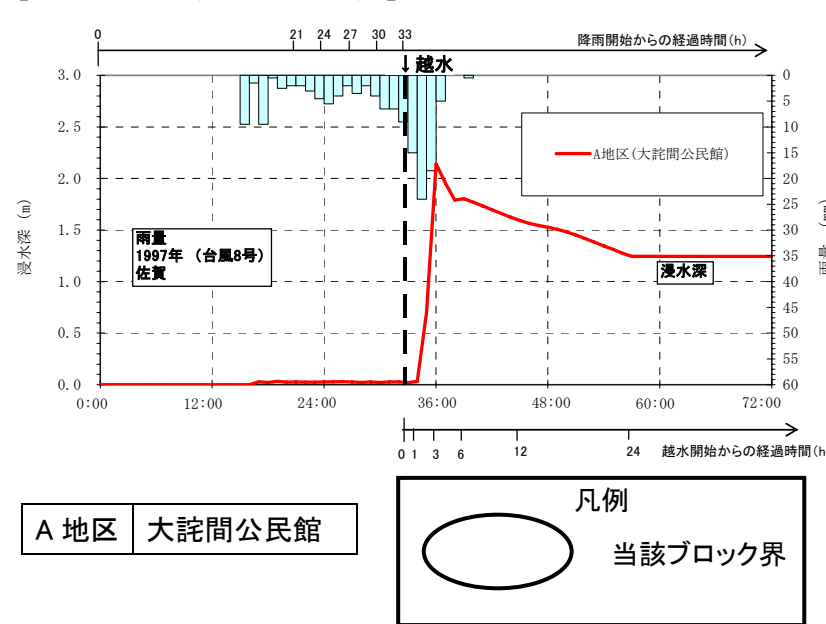 0 21 24 27 30 33 降雨開始からの経過時間(h)
↓越水
3.0 0
5
2.5 10
A地区(大詫間公民館)
15
2.0 20
浸水深 (m)
25
雨量
1997年 (台風8号)
佐賀
1.5 30
35
浸水深
1.0 40
45
0.5 50
55
0.0 60
0:00 12:00 24:00 36:00 48:00 60:00 72:00
0 1 3 6 12 24 越水開始からの経過時間(h
凡例
A 地区 大詫間公民館
当該ブロック界